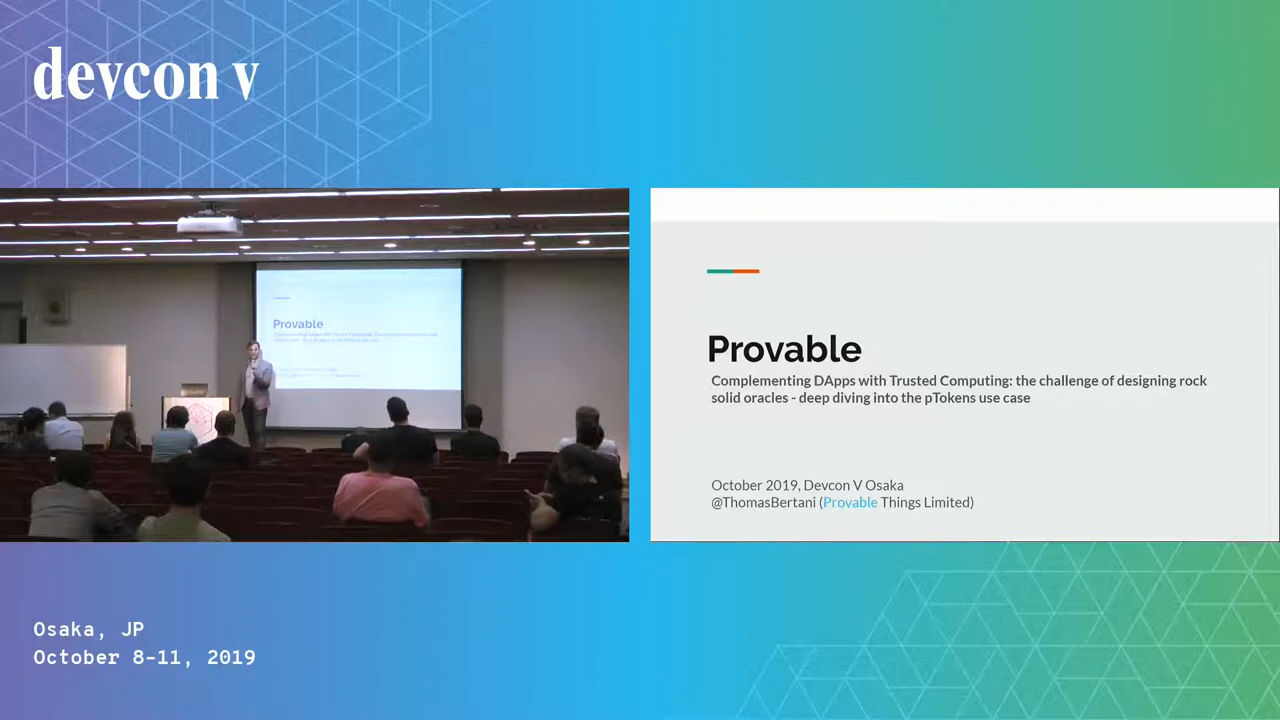 devcon v
Provable
Provable
Complementing DApps with Trusted Computing: the challenge of designing rock
solid oracles - deep diving into the pTokens use case
October 2019, Devcon V Osaka
@ThomasBertani (Provable Things Limited)
Osaka, JP
October 8-11, 2019